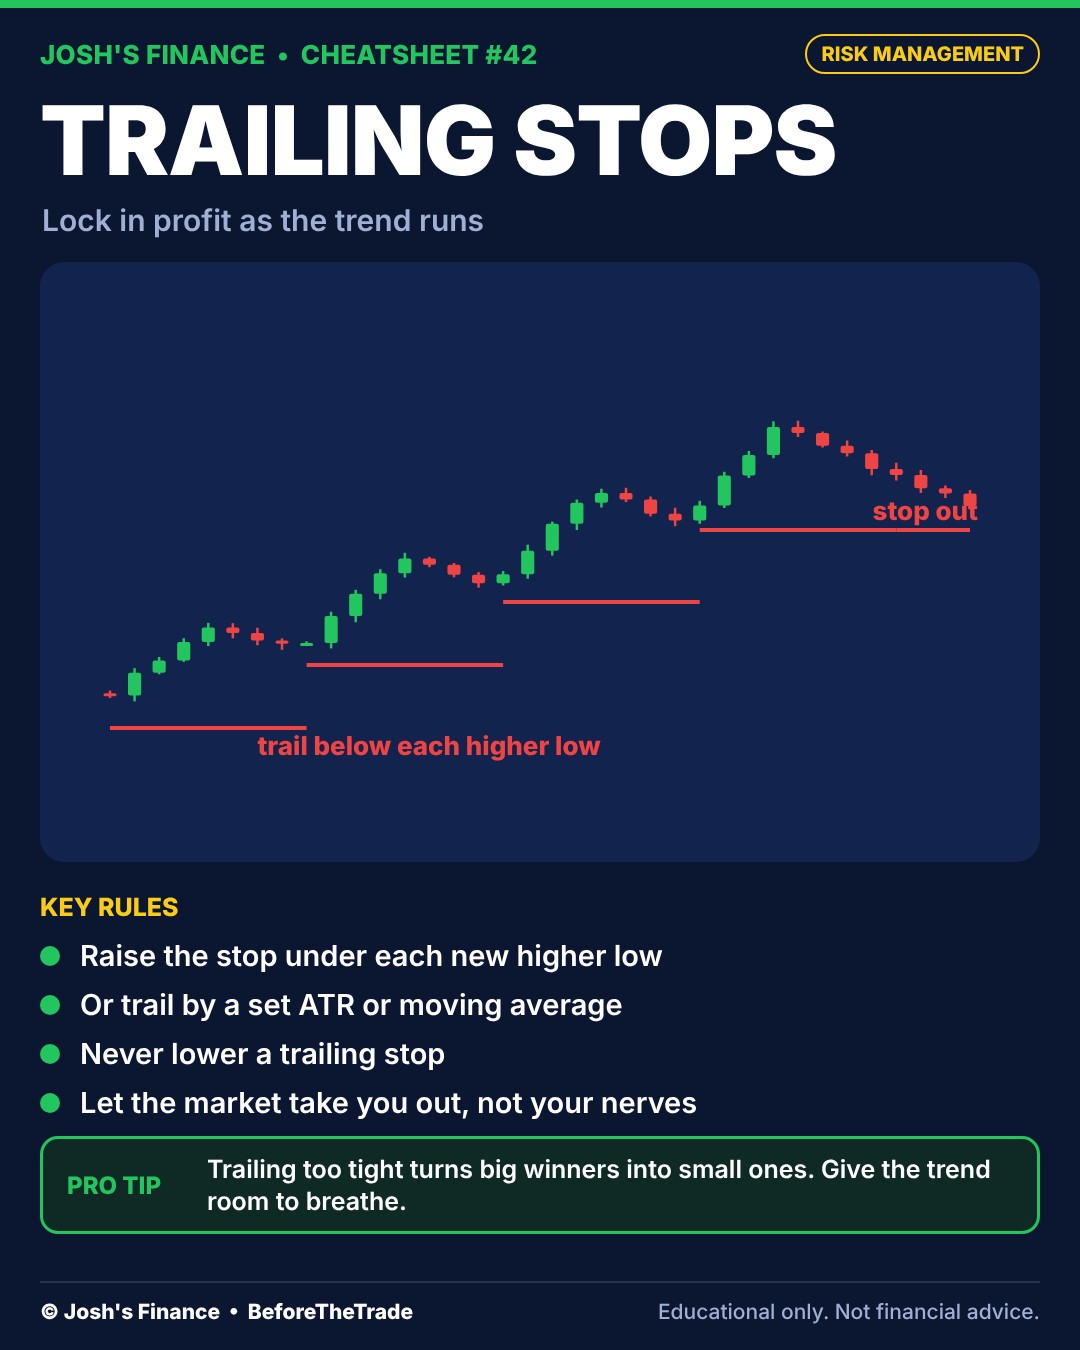 JOSH'S FINANCE • CHEATSHEET #42
RISK MANAGEMENT
TRAILING STOPS
Lock in profit as the trend runs
stop out
trail below each higher low
KEY RULES
Raise the stop under each new higher low
Or trail by a set ATR or moving average
Never lower a trailing stop
Let the market take you out, not your nerves
PRO TIP
Trailing too tight turns big winners into small ones. Give the trend
room to breathe.
© Josh's Finance • BeforeTheTrade
Educational only. Not financial advice.